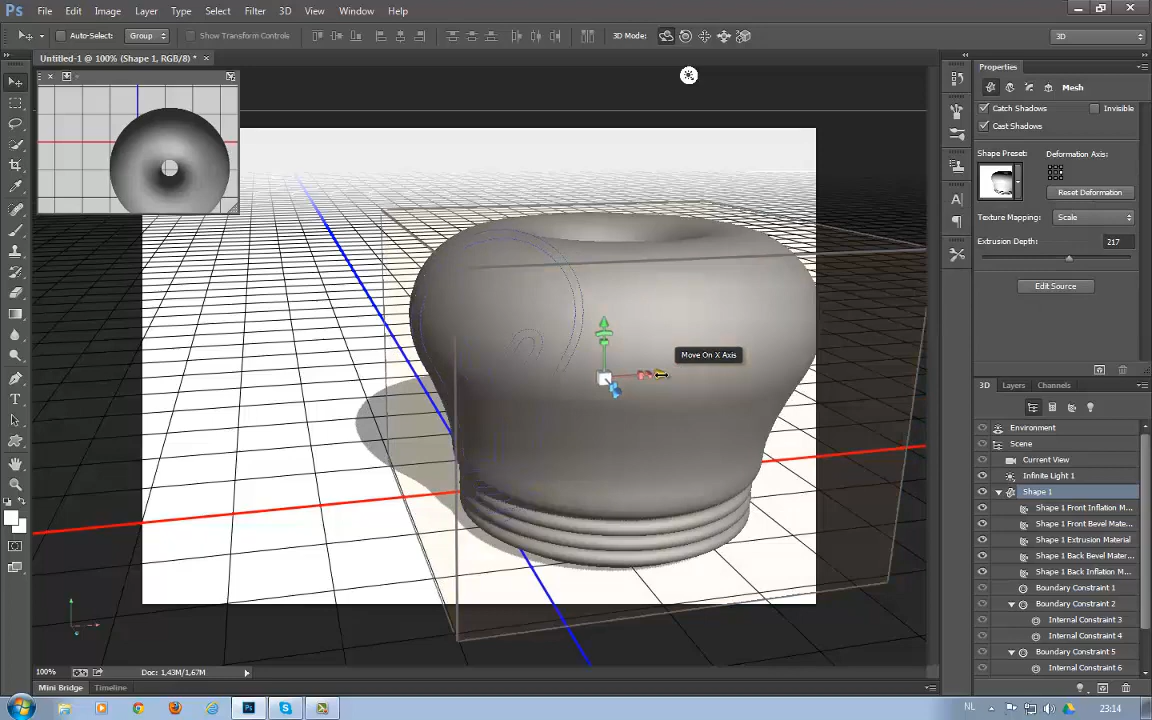 Ps File Edit Image Layer Type Select Filter 3D View Window Help
Auto-Select: Group Show Transform Controls 3D Mode: 3D
Untitled-1 @ 100% (Shape 1, RGB/8) * ×
Properties
Mesh
Catch Shadows Invisible
Cast Shadows
Shape Preset: Deformation Axis:
Reset Deformation
Texture Mapping: Scale
Extrusion Depth: 217
Edit Source
Move On X Axis
3D Layers Channels
Environment
Scene
Current View
Infinite Light 1
Shape 1
Shape 1 Front Inflation M...
Shape 1 Front Bevel Mate...
Shape 1 Extrusion Material
Shape 1 Back Bevel Mater...
Shape 1 Back Inflation M...
Boundary Constraint 1
Boundary Constraint 2
Internal Constraint 3
Internal Constraint 4
Boundary Constraint 5
Internal Constraint 6
100% Doc: 1,43M/1,67M
Mini Bridge Timeline
NL 23:14